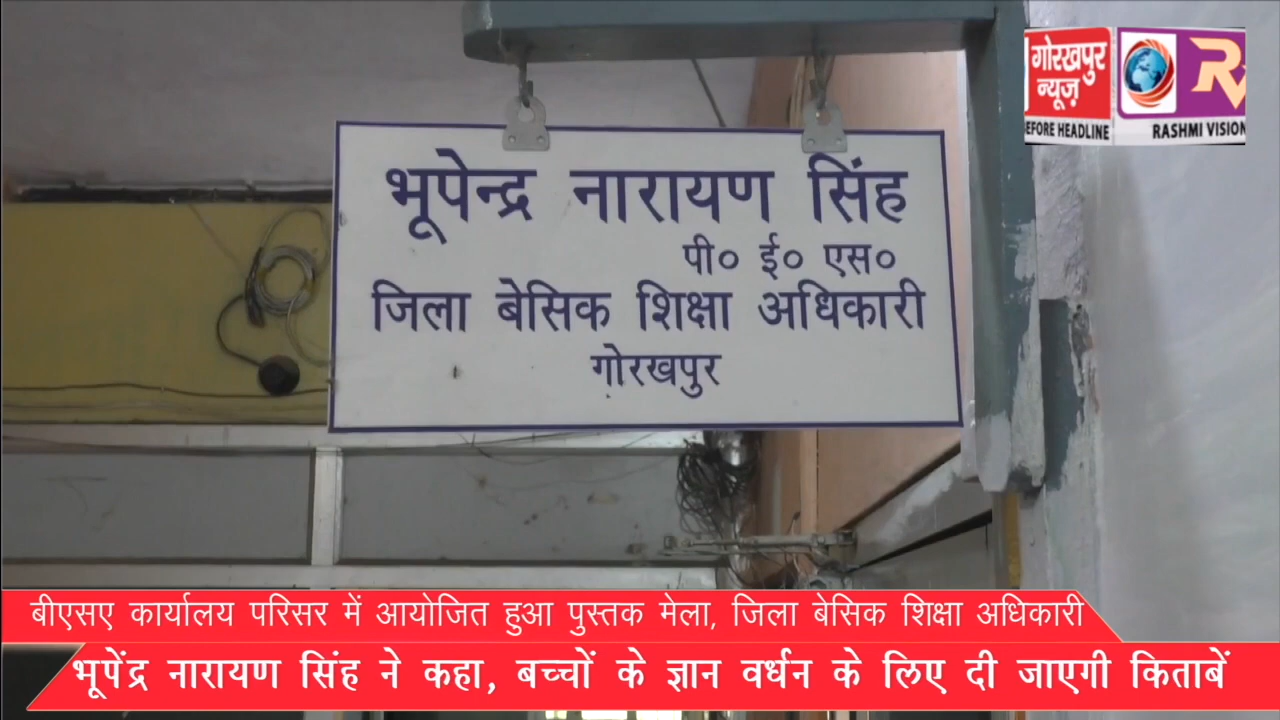 गोरखपुर
न्यूज़
EFORE HEADLINE
RASHMI VISION
भूपेन्द्र नारायण सिंह
पी० ई० एस०
जिला बेसिक शिक्षा अधिकारी
गोरखपुर
बीएसए कार्यालय परिसर में आयोजित हुआ पुस्तक मेला, जिला बेसिक शिक्षा अधिकारी
भूपेंद्र नारायण सिंह ने कहा, बच्चों के ज्ञान वर्धन के लिए दी जाएगी किताबें